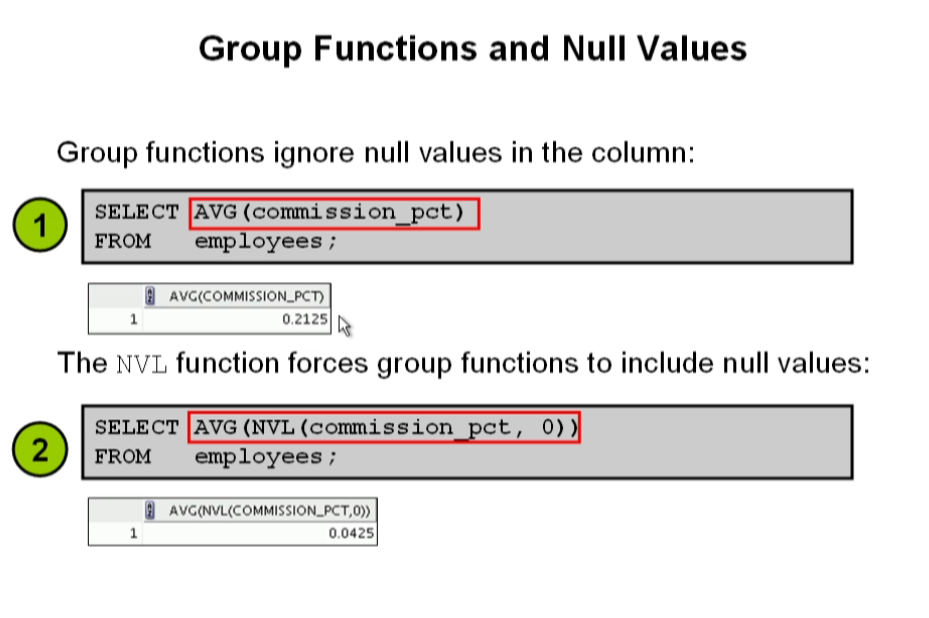 Group Functions and Null Values
Group functions ignore null values in the column:
1
SELECT AVG(commission_pct)
FROM employees;
AVG(COMMISSION_PCT)
1 0.2125
The NVL function forces group functions to include null values:
2
SELECT AVG(NVL(commission_pct, 0))
FROM employees;
AVG(NVL(COMMISSION_PCT,0))
1 0.0425